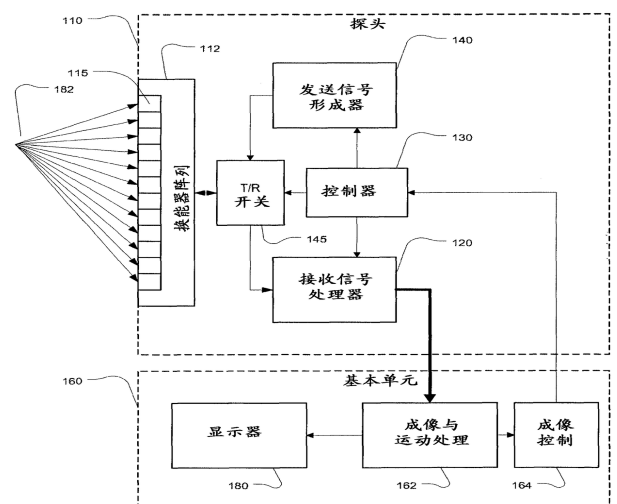 110
探头
112
140
115
发送信号
形成器
182
130
换能器阵列
T/R
开关
控制器
145
120
接收信号
处理器
160
基本单元
显示器
成像与
运动处理
成像
控制
180
162
164